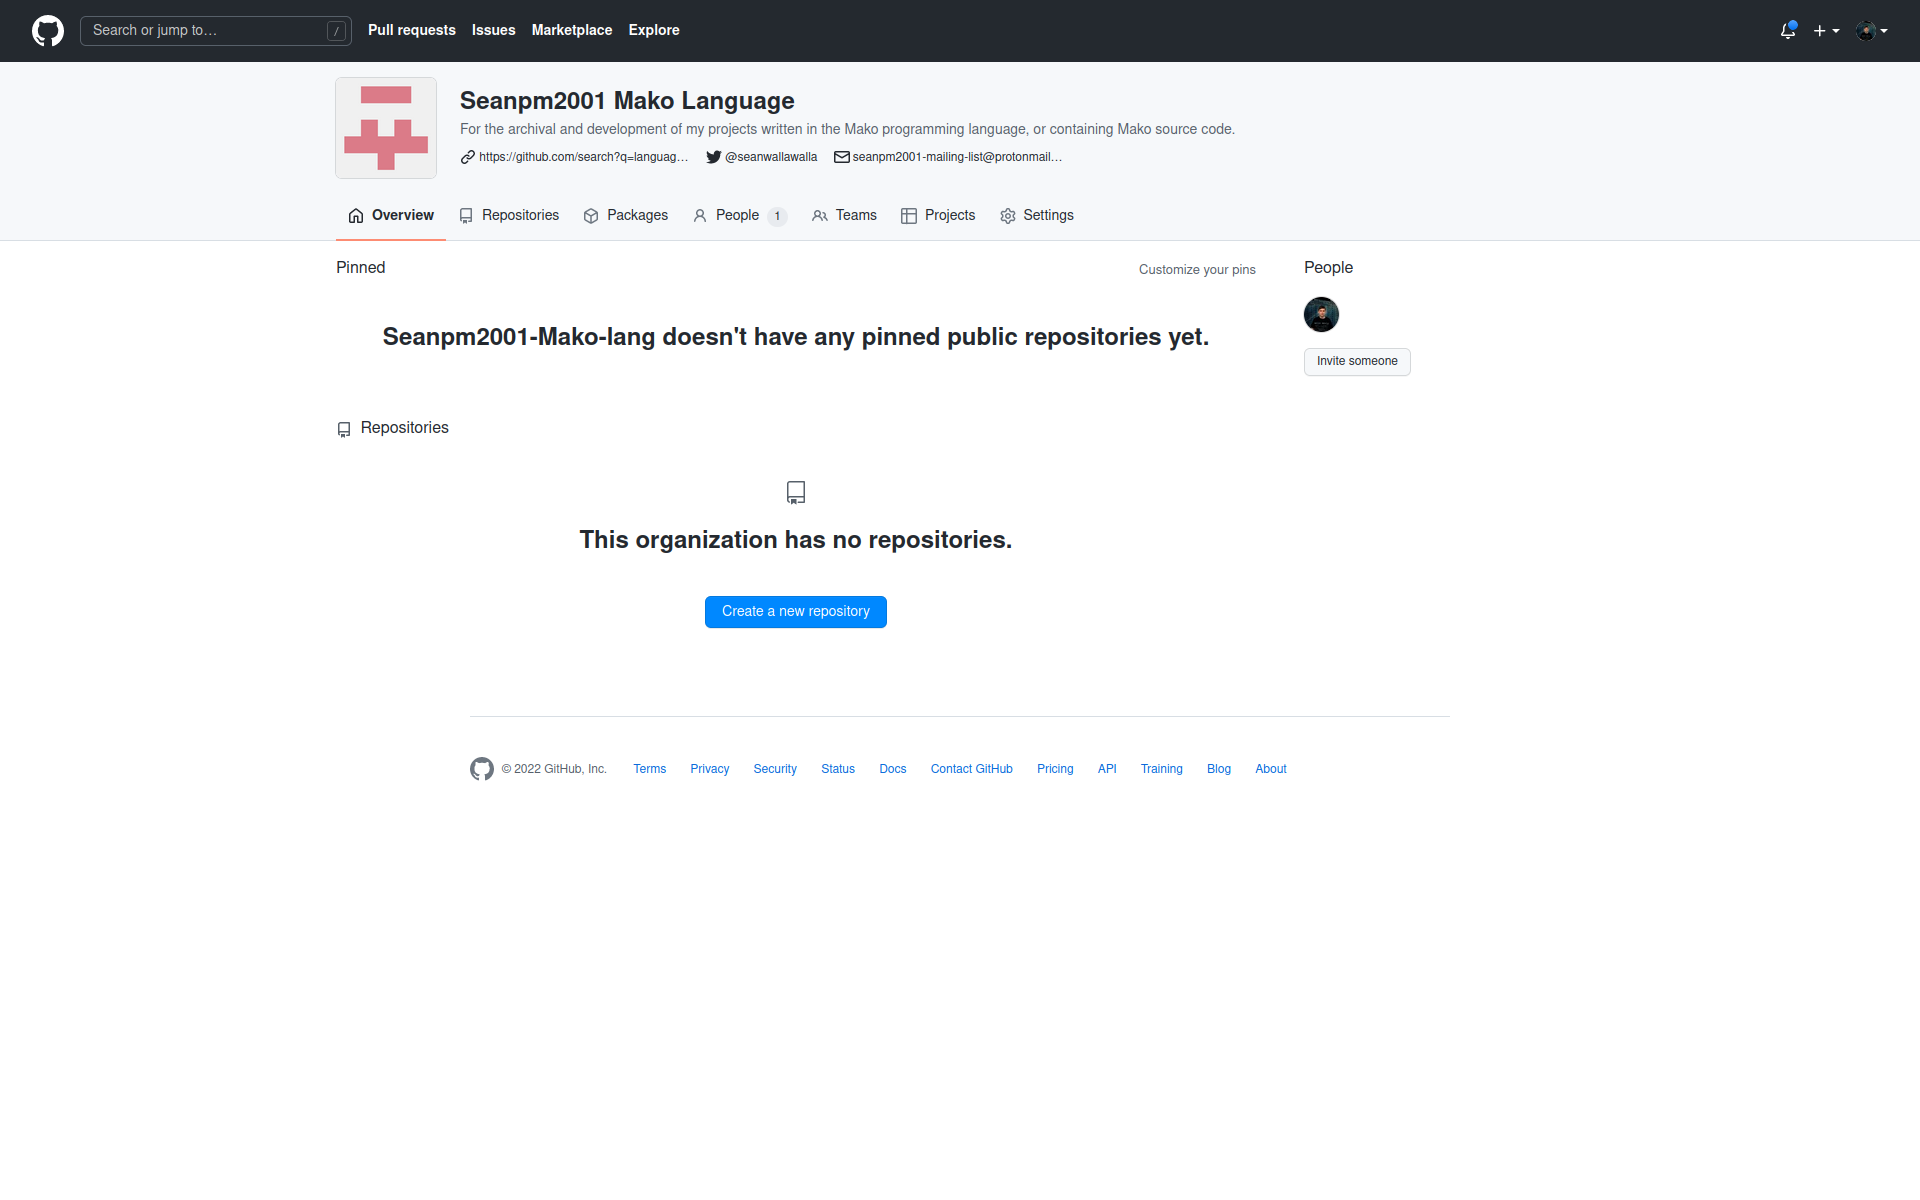 Search or jump to… / Pull requests Issues Marketplace Explore
Seanpm2001 Mako Language
For the archival and development of my projects written in the Mako programming language, or containing Mako source code.
https://github.com/search?q=languag… @seanwallawalla seanpm2001-mailing-list@protonmail…
Overview Repositories Packages People 1 Teams Projects Settings
Pinned Customize your pins People
Seanpm2001-Mako-lang doesn't have any pinned public repositories yet.
Invite someone
Repositories
This organization has no repositories.
Create a new repository
© 2022 GitHub, Inc. Terms Privacy Security Status Docs Contact GitHub Pricing API Training Blog About